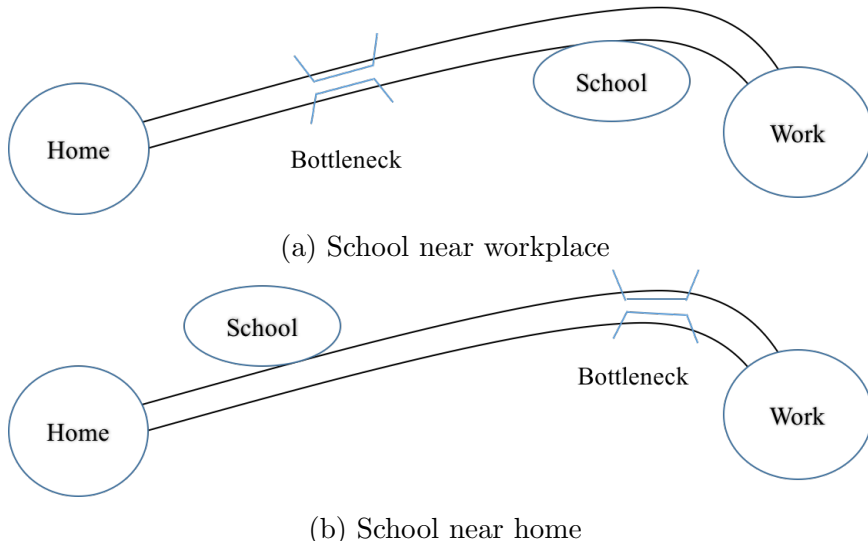 School
Home
Work
Bottleneck
(a) School near workplace
School
Bottleneck
Home
Work
(b) School near home